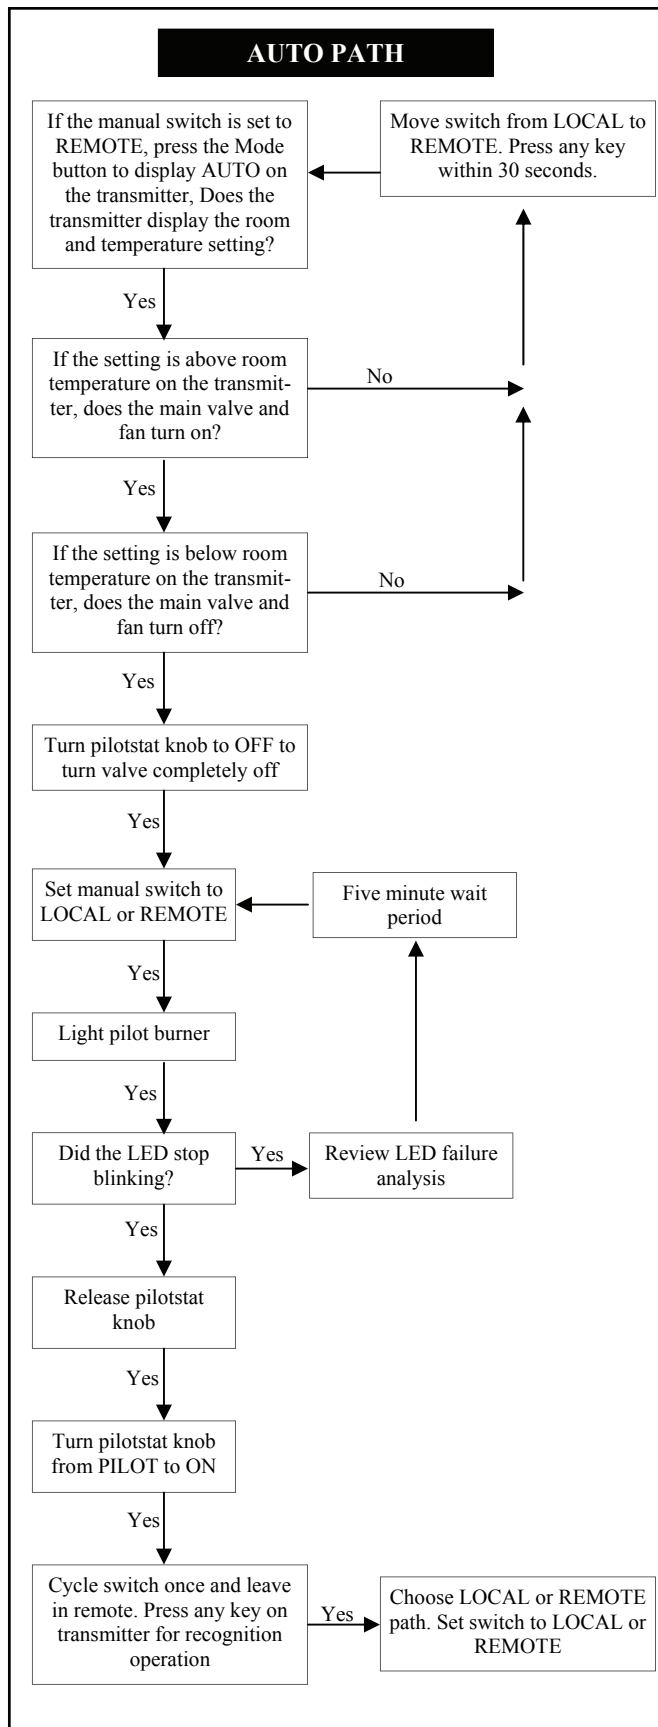 AUTO PATH
If the manual switch is set to
REMOTE, press the Mode
button to display AUTO on
the transmitter, Does the
transmitter display the room
and temperature setting?
Move switch from LOCAL to
REMOTE. Press any key
within 30 seconds.
Yes
If the setting is above room
temperature on the transmit-
ter, does the main valve and
fan turn on?
No
Yes
If the setting is below room
temperature on the transmit-
ter, does the main valve and
fan turn off?
No
Yes
Turn pilotstat knob to OFF to
turn valve completely off
Yes
Set manual switch to
LOCAL or REMOTE
Five minute wait
period
Yes
Light pilot burner
Yes
Did the LED stop
blinking?
Yes
Review LED failure
analysis
Yes
Release pilotstat
knob
Yes
Turn pilotstat knob
from PILOT to ON
Yes
Cycle switch once and leave
in remote. Press any key on
transmitter for recognition
operation
Yes
Choose LOCAL or REMOTE
path. Set switch to LOCAL or
REMOTE